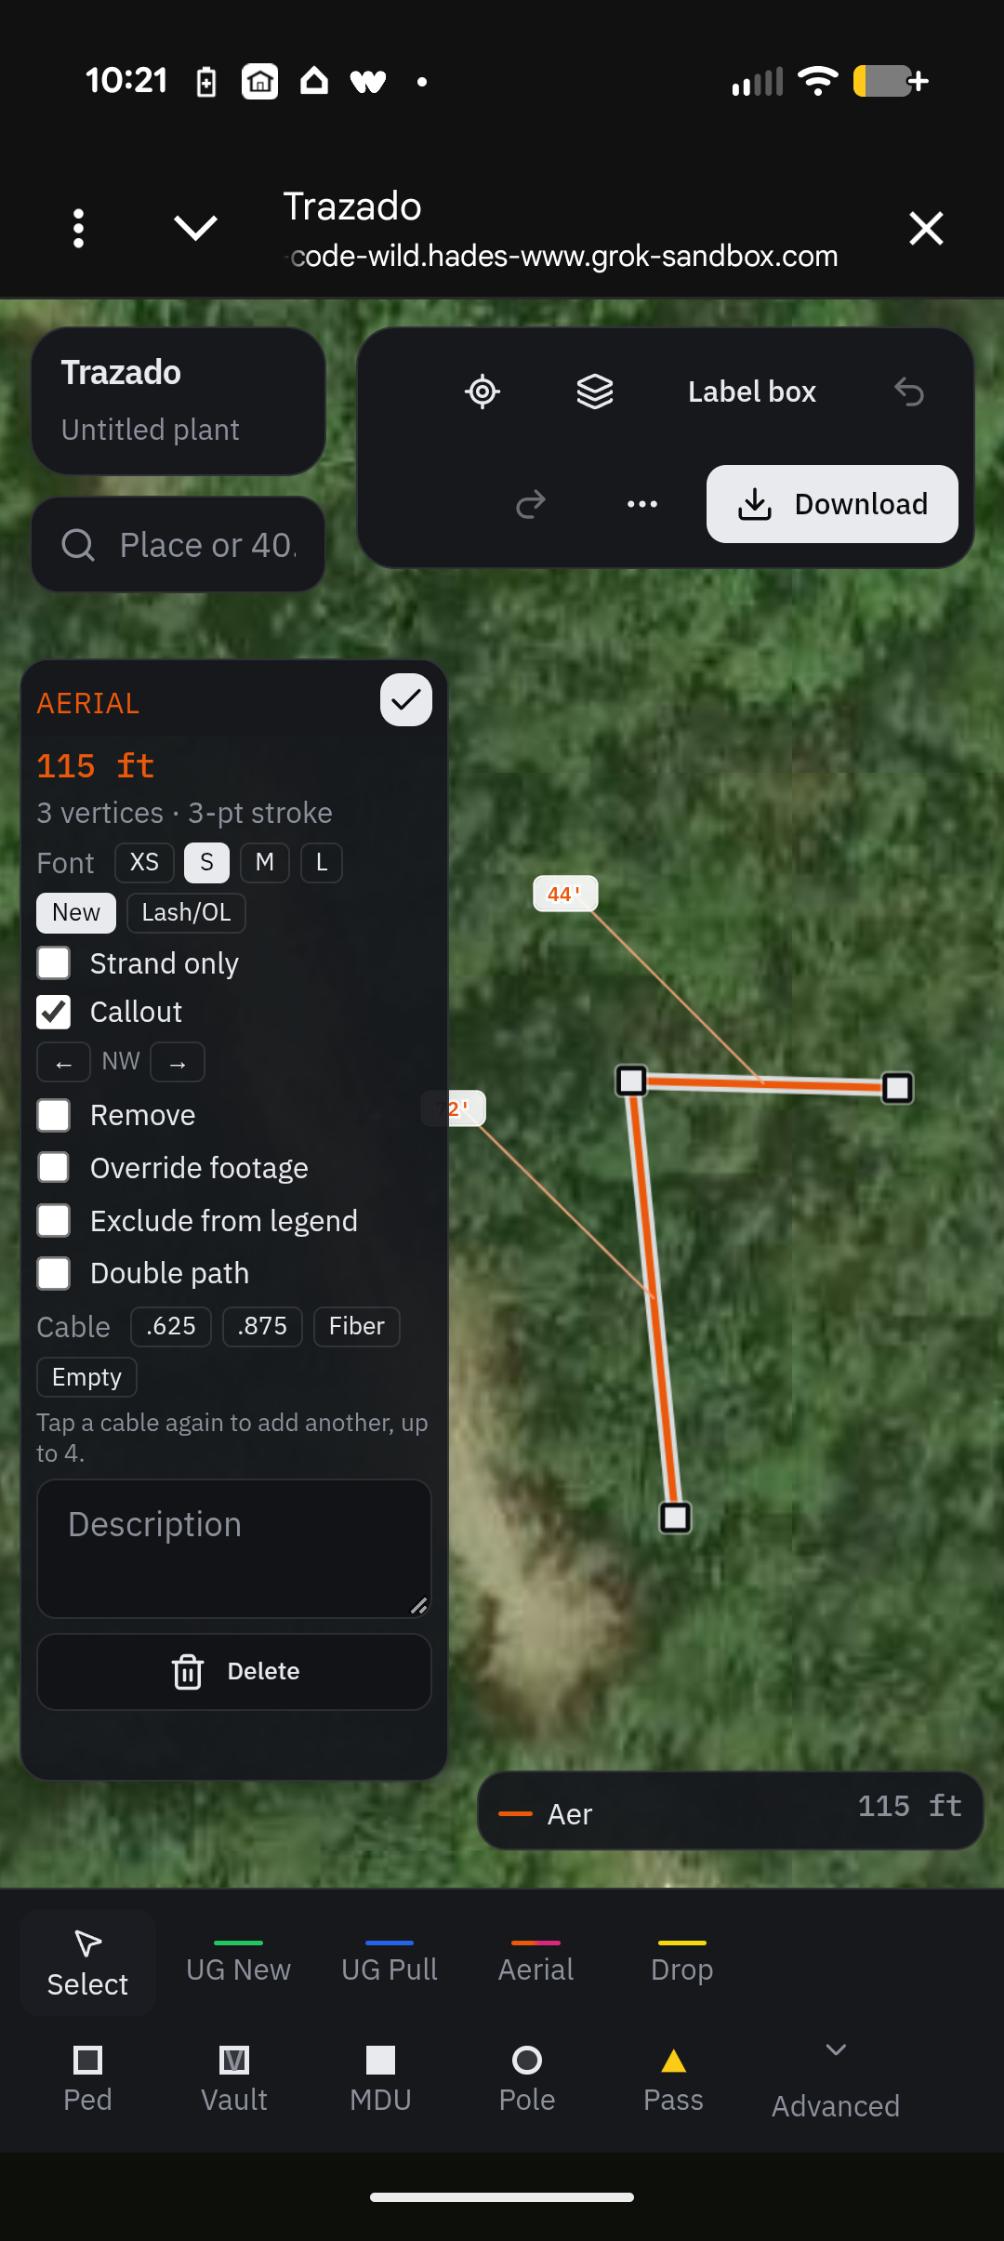 10:21
Trazado
-code-wild.hades-www.grok-sandbox.com
Trazado
Untitled plant
Label box
Download
Place or 40.
AERIAL
115 ft
3 vertices · 3-pt stroke
Font XS S M L
New Lash/OL
Strand only
Callout
← NW →
Remove
Override footage
Exclude from legend
Double path
Cable .625 .875 Fiber
Empty
Tap a cable again to add another, up
to 4.
Description
Delete
44'
72'
Aer 115 ft
Select UG New UG Pull Aerial Drop
Ped Vault MDU Pole Pass Advanced